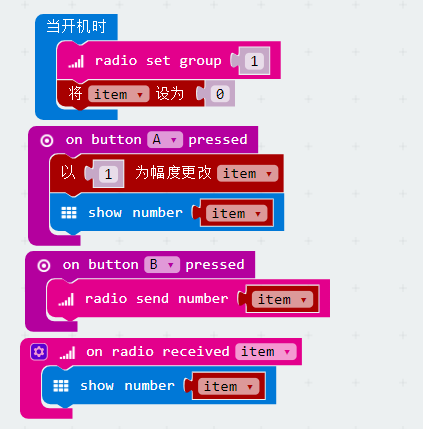 当开机时
radio set group 1
将 item 设为 0
on button A pressed
以 1 为幅度更改 item
show number item
on button B pressed
radio send number item
on radio received item
show number item